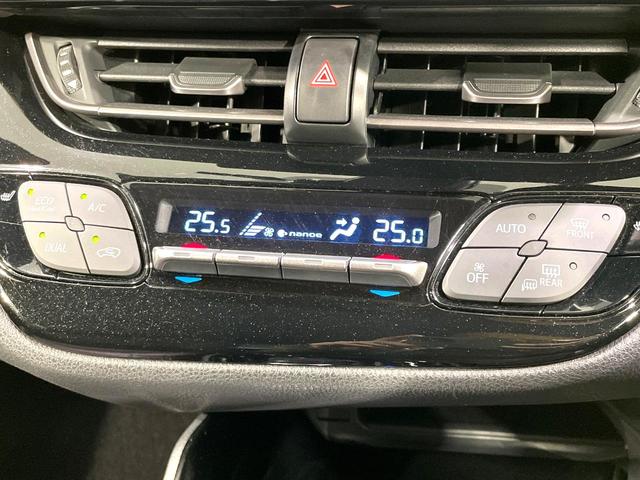 ECO
A/C
DUAL
25.5
nanoe
25.0
AUTO
FRONT
OFF
REAR